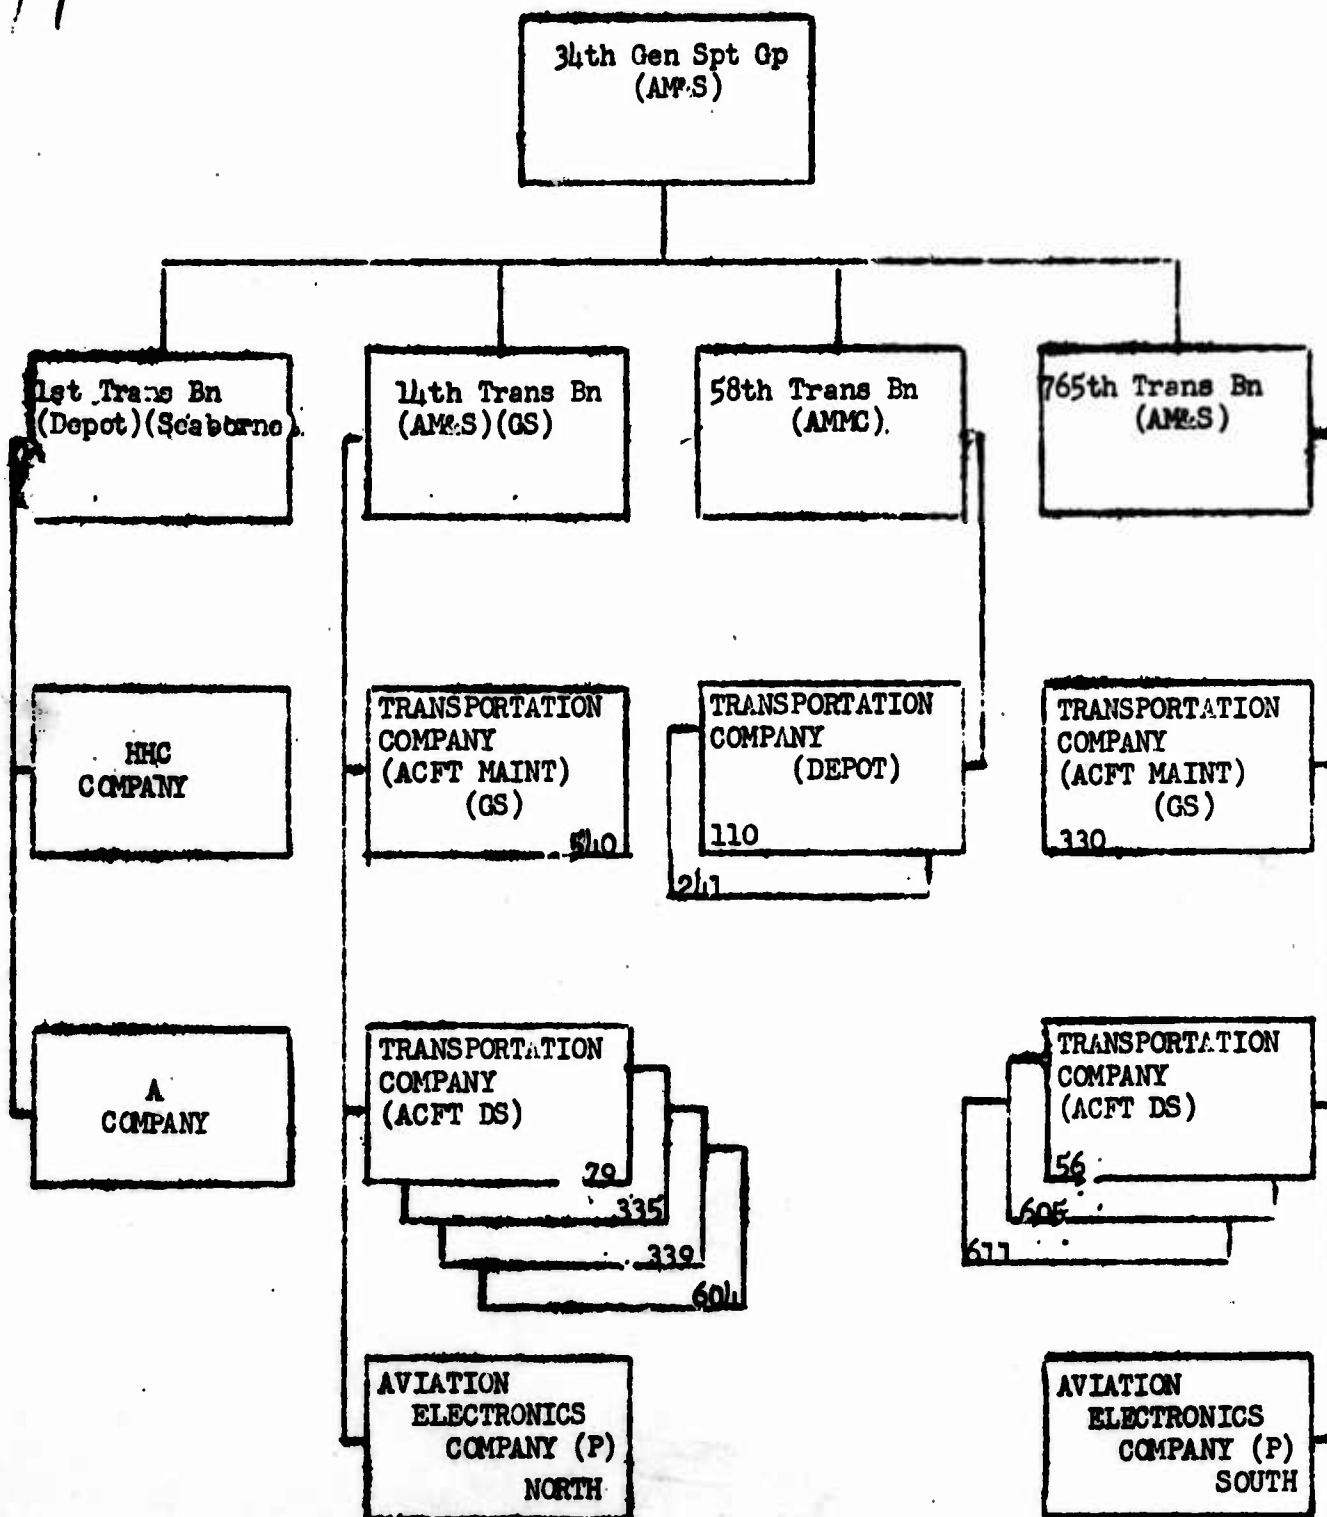 34th Gen Spt Gp
(AM&S)
1st Trans Bn
(Depot)(Seaborne)
14th Trans Bn
(AM&S)(GS)
58th Trans Bn
(AMMC)
765th Trans Bn
(AM&S)
HHC
COMPANY
TRANSPORTATION
COMPANY
(ACFT MAINT)
(GS)
540
TRANSPORTATION
COMPANY
(DEPOT)
110
241
TRANSPORTATION
COMPANY
(ACFT MAINT)
(GS)
330
A
COMPANY
TRANSPORTATION
COMPANY
(ACFT DS)
79
335
339
604
TRANSPORTATION
COMPANY
(ACFT DS)
56
605
611
AVIATION
ELECTRONICS
COMPANY (P)
NORTH
AVIATION
ELECTRONICS
COMPANY (P)
SOUTH